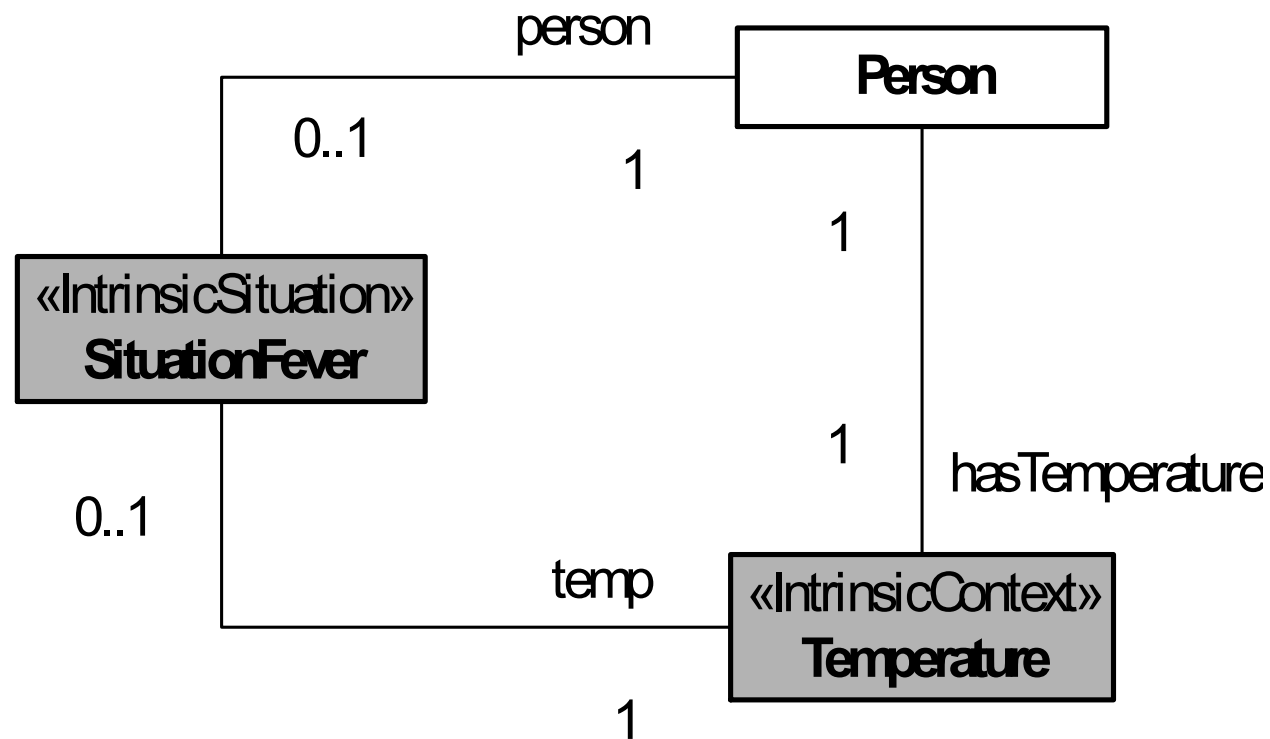 person
Person
0..1
1
1
«IntrinsicSituation»
SituationFever
1
hasTemperature
0..1
temp
«IntrinsicContext»
Temperature
1